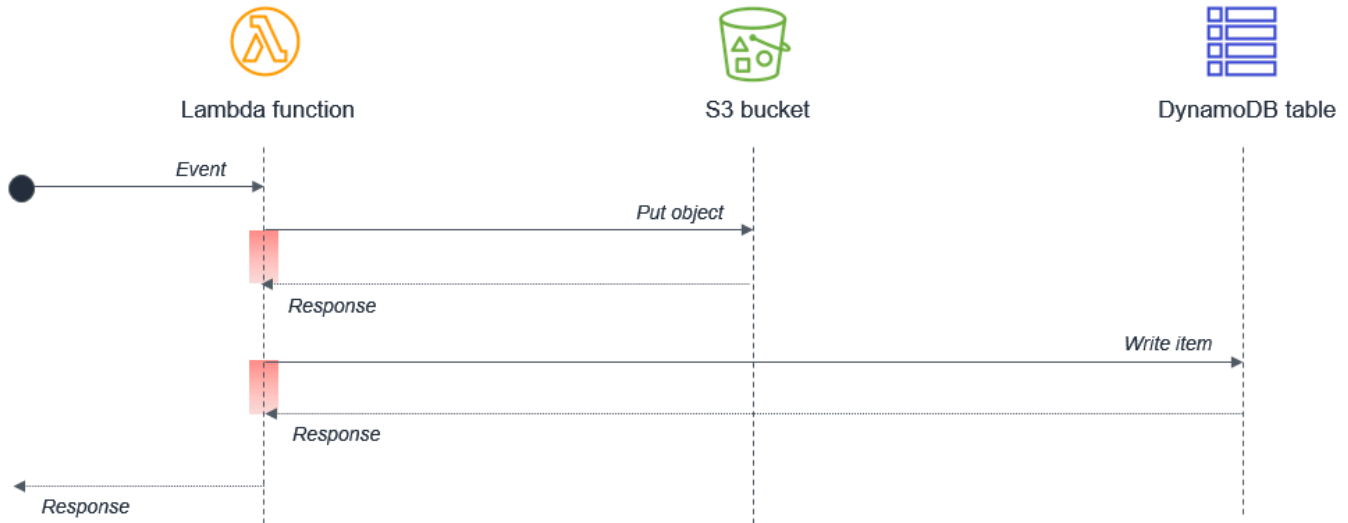 Lambda function
S3 bucket
DynamoDB table
Event
Put object
Response
Write item
Response
Response